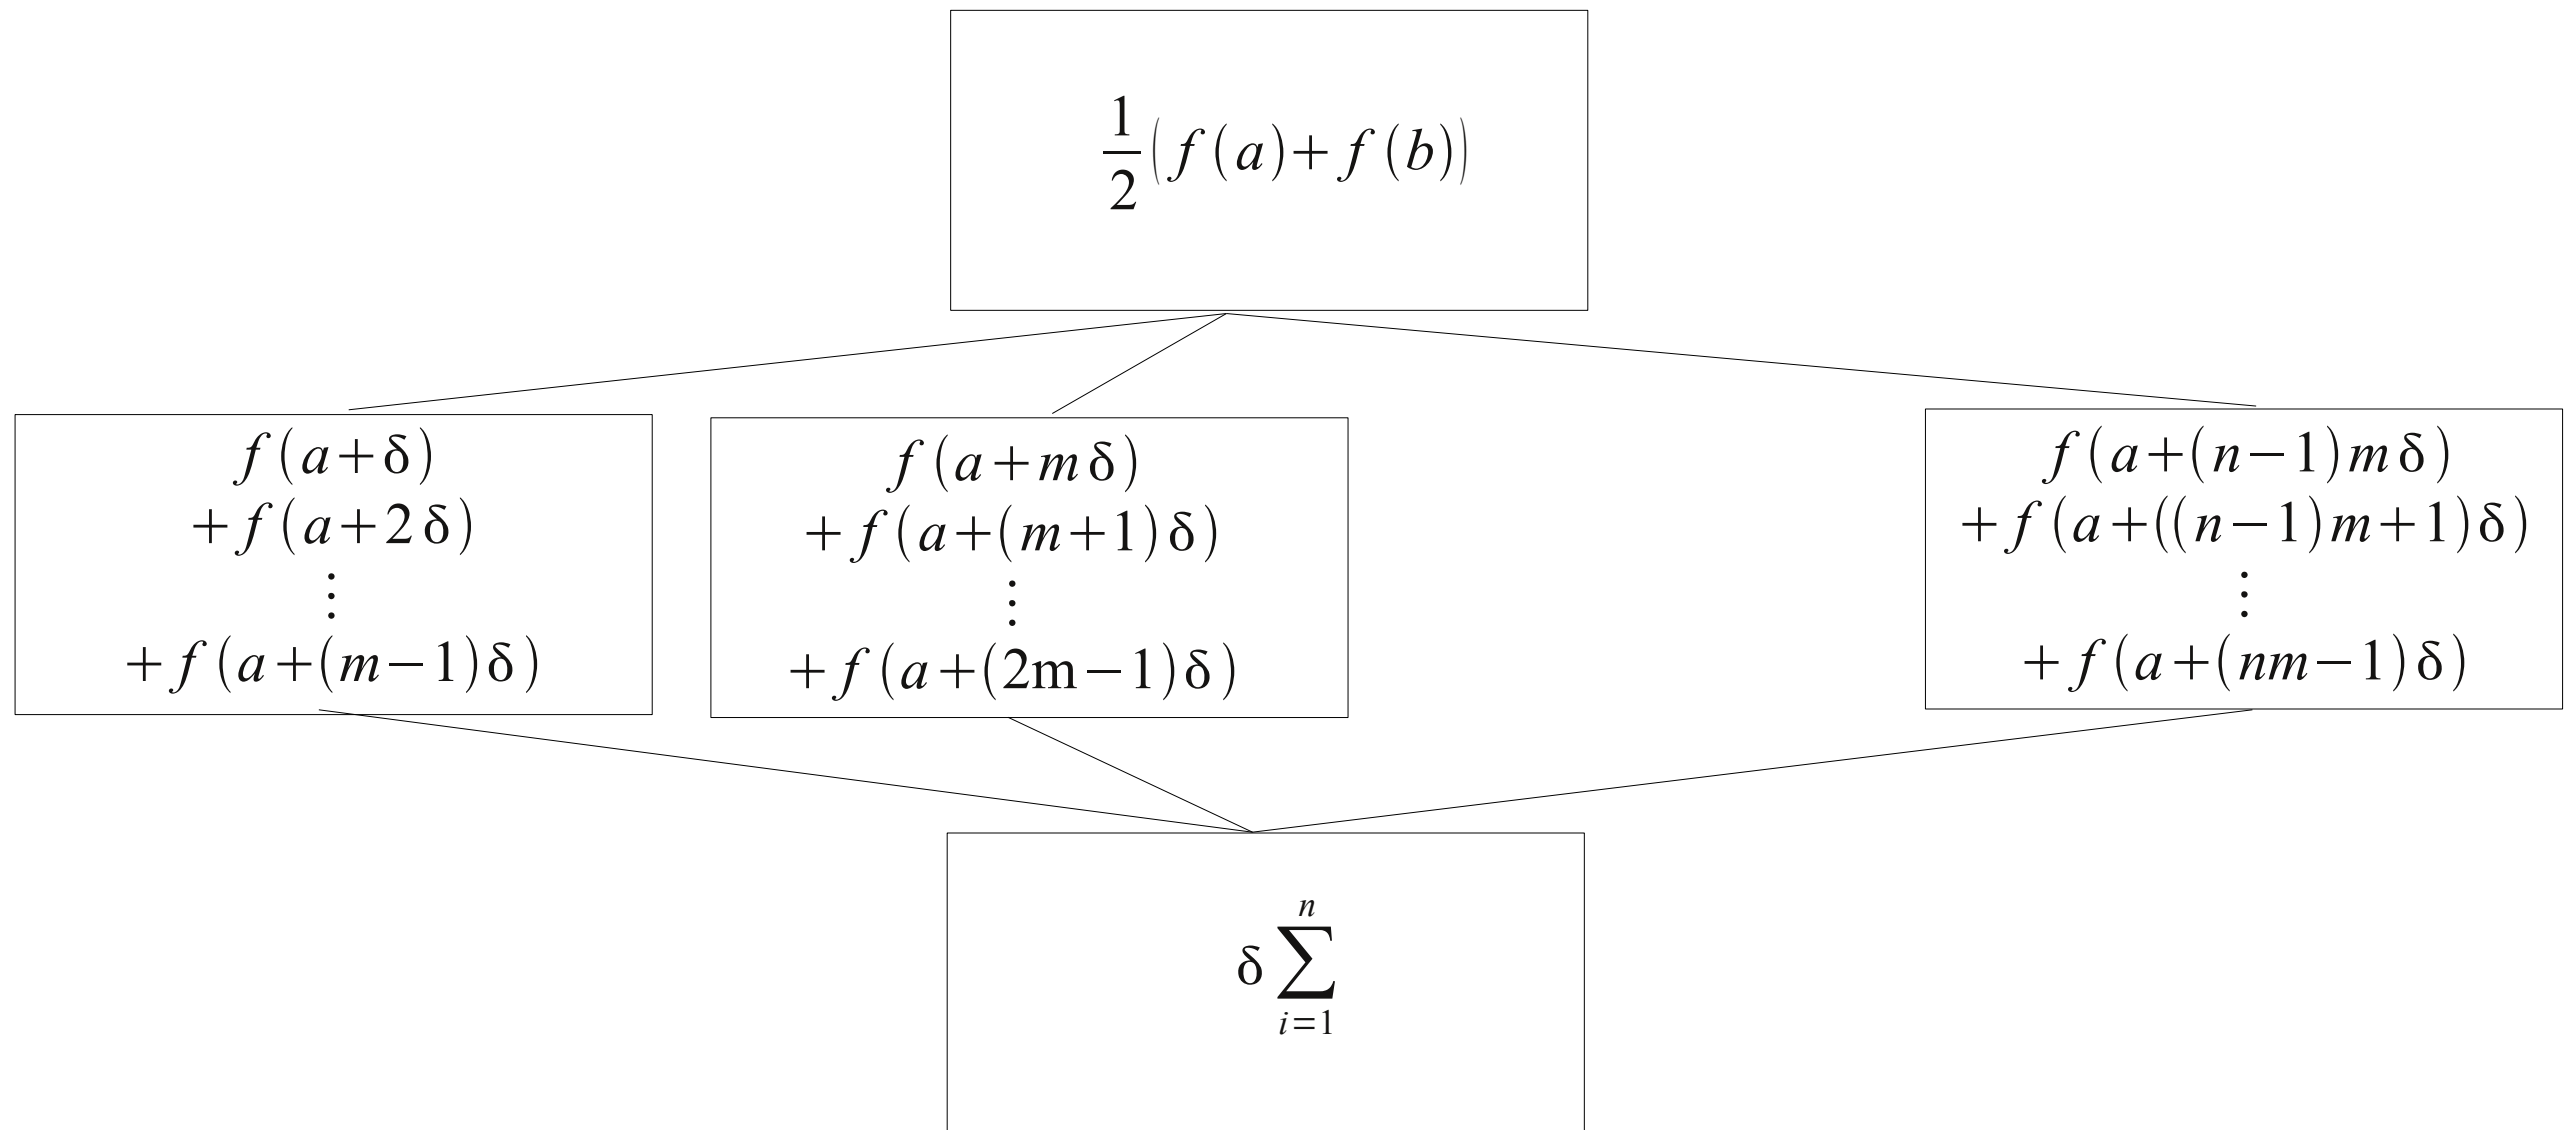 1/2 (f(a)+f(b))
f(a+δ)
+f(a+2δ)
⋮
+f(a+(m−1)δ)
f(a+mδ)
+f(a+(m+1)δ)
⋮
+f(a+(2m−1)δ)
f(a+(n−1)mδ)
+f(a+((n−1)m+1)δ)
⋮
+f(a+(nm−1)δ)
n
δ∑
i=1